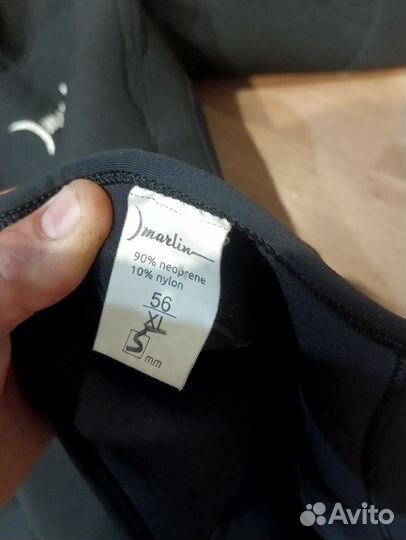 marlin
90% neoprene
10% nylon
56
XL
5 mm
Avito